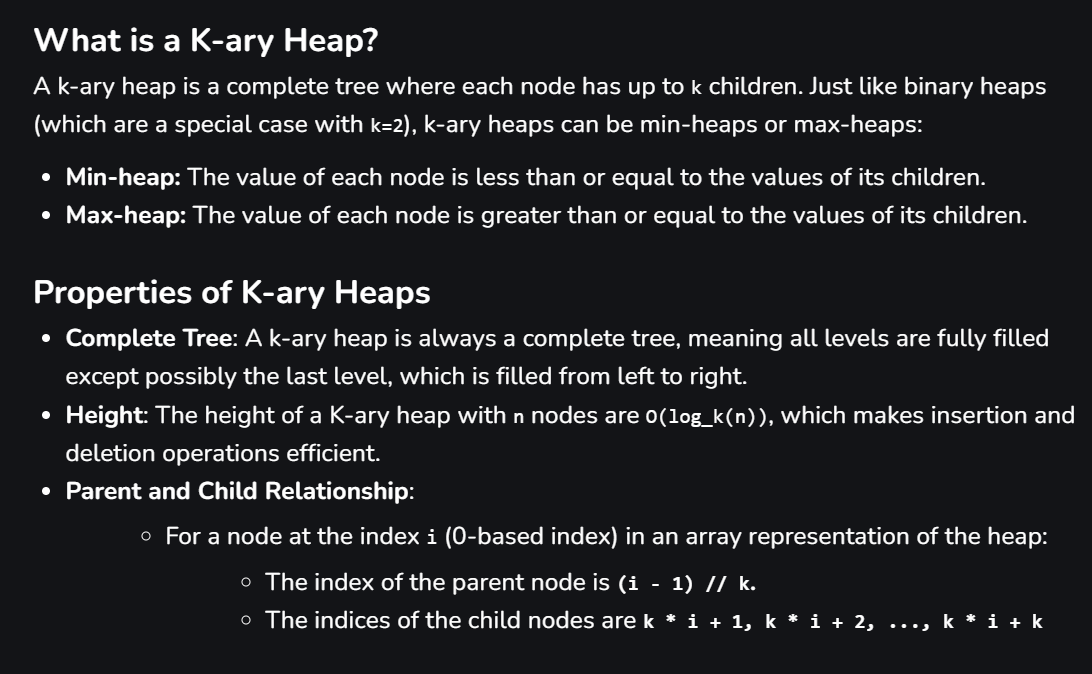 What is a K-ary Heap?
A k-ary heap is a complete tree where each node has up to k children. Just like binary heaps
(which are a special case with k=2), k-ary heaps can be min-heaps or max-heaps:
• Min-heap: The value of each node is less than or equal to the values of its children.
• Max-heap: The value of each node is greater than or equal to the values of its children.
Properties of K-ary Heaps
• Complete Tree: A k-ary heap is always a complete tree, meaning all levels are fully filled
except possibly the last level, which is filled from left to right.
• Height: The height of a K-ary heap with n nodes are O(log_k(n)), which makes insertion and
deletion operations efficient.
• Parent and Child Relationship:
◦ For a node at the index i (0-based index) in an array representation of the heap:
◦ The index of the parent node is (i - 1) // k.
◦ The indices of the child nodes are k * i + 1, k * i + 2, ..., k * i + k